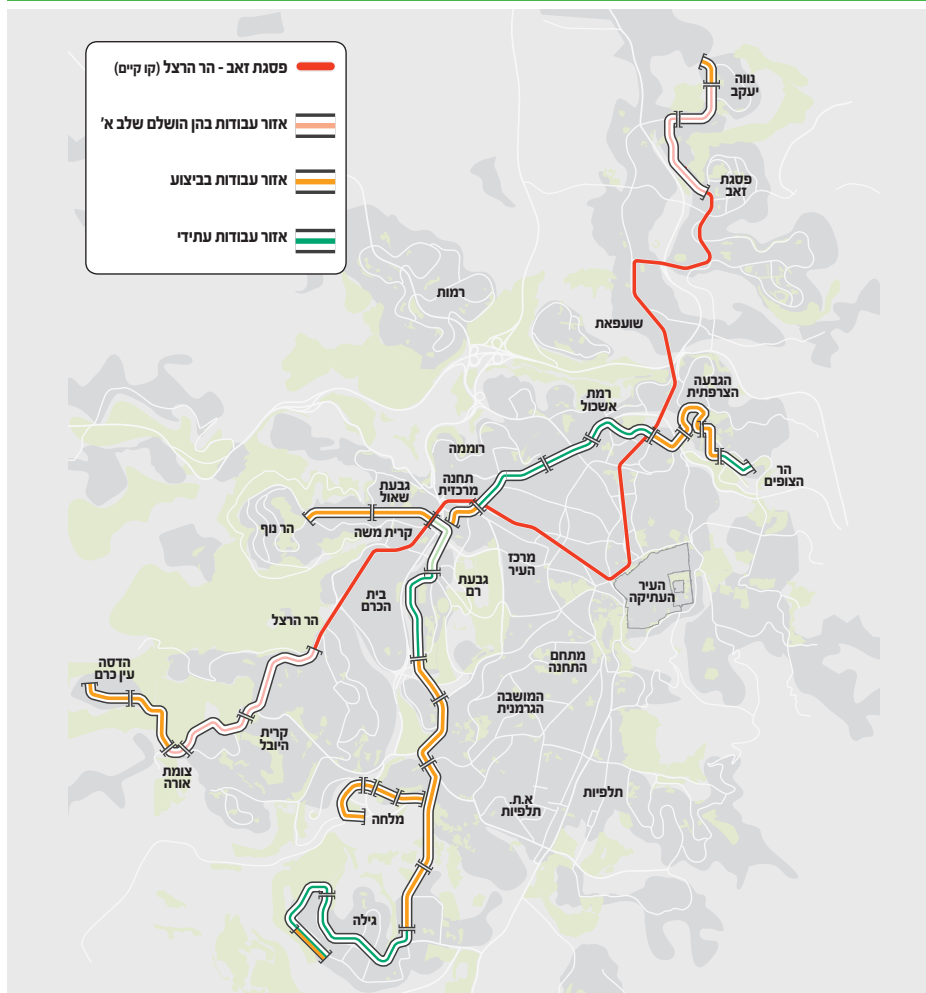 פסגת זאב - הר הרצל (קו קיים)
אזור עבודות בהן הושלם שלב א'
אזור עבודות בביצוע
אזור עבודות עתידי
נווה
יעקב
פסגת
זאב
רמות
שועפאת
הגבעה
הצרפתית
רמת
אשכול
רוממה
הר
הצופים
תחנה
מרכזית
גבעת
שאול
הר נוף
קרית משה
מרכז
העיר
גבעת
רם
העיר
העתיקה
בית
הכרם
הר הרצל
מתחם
התחנה
הדסה
עין כרם
המושבה
הגרמנית
קרית
היובל
צומת
אורה
תלפיות
א.ת.
תלפיות
מלחה
גילה